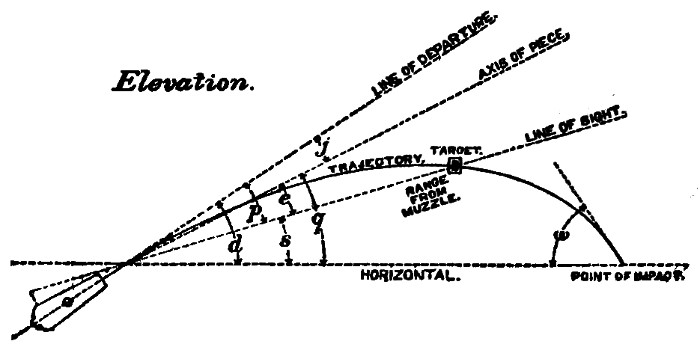 Elevation.
LINE OF DEPARTURE.
AXIS OF PIECE.
LINE OF SIGHT.
j
TRAJECTORY,
TARGET.
RANGE
FROM
MUZZLE.
p
e
q
d
s
ω
HORIZONTAL.
POINT OF IMPACT.